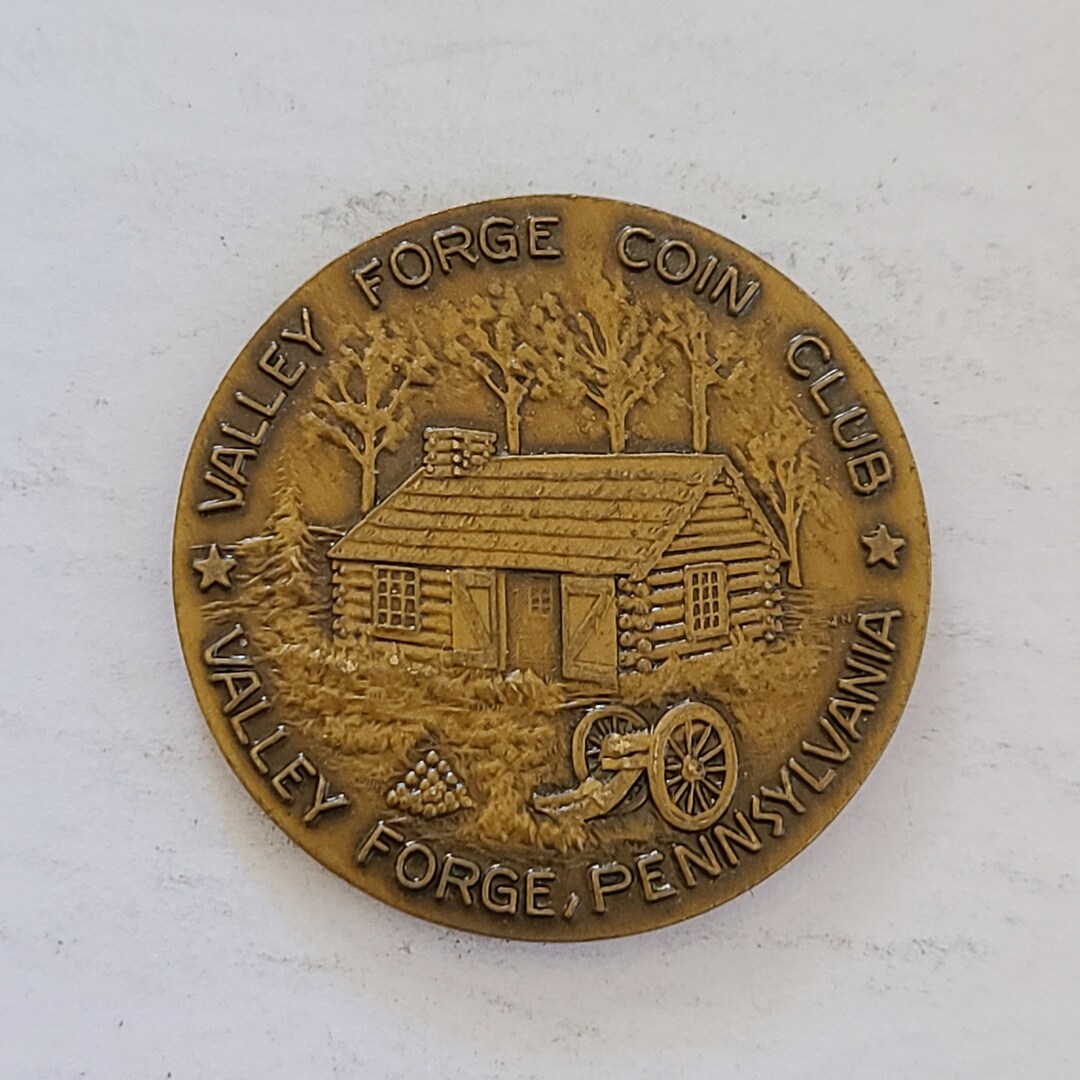 VALLEY FORGE COIN CLUB
VALLEY FORGE, PENNSYLVANIA